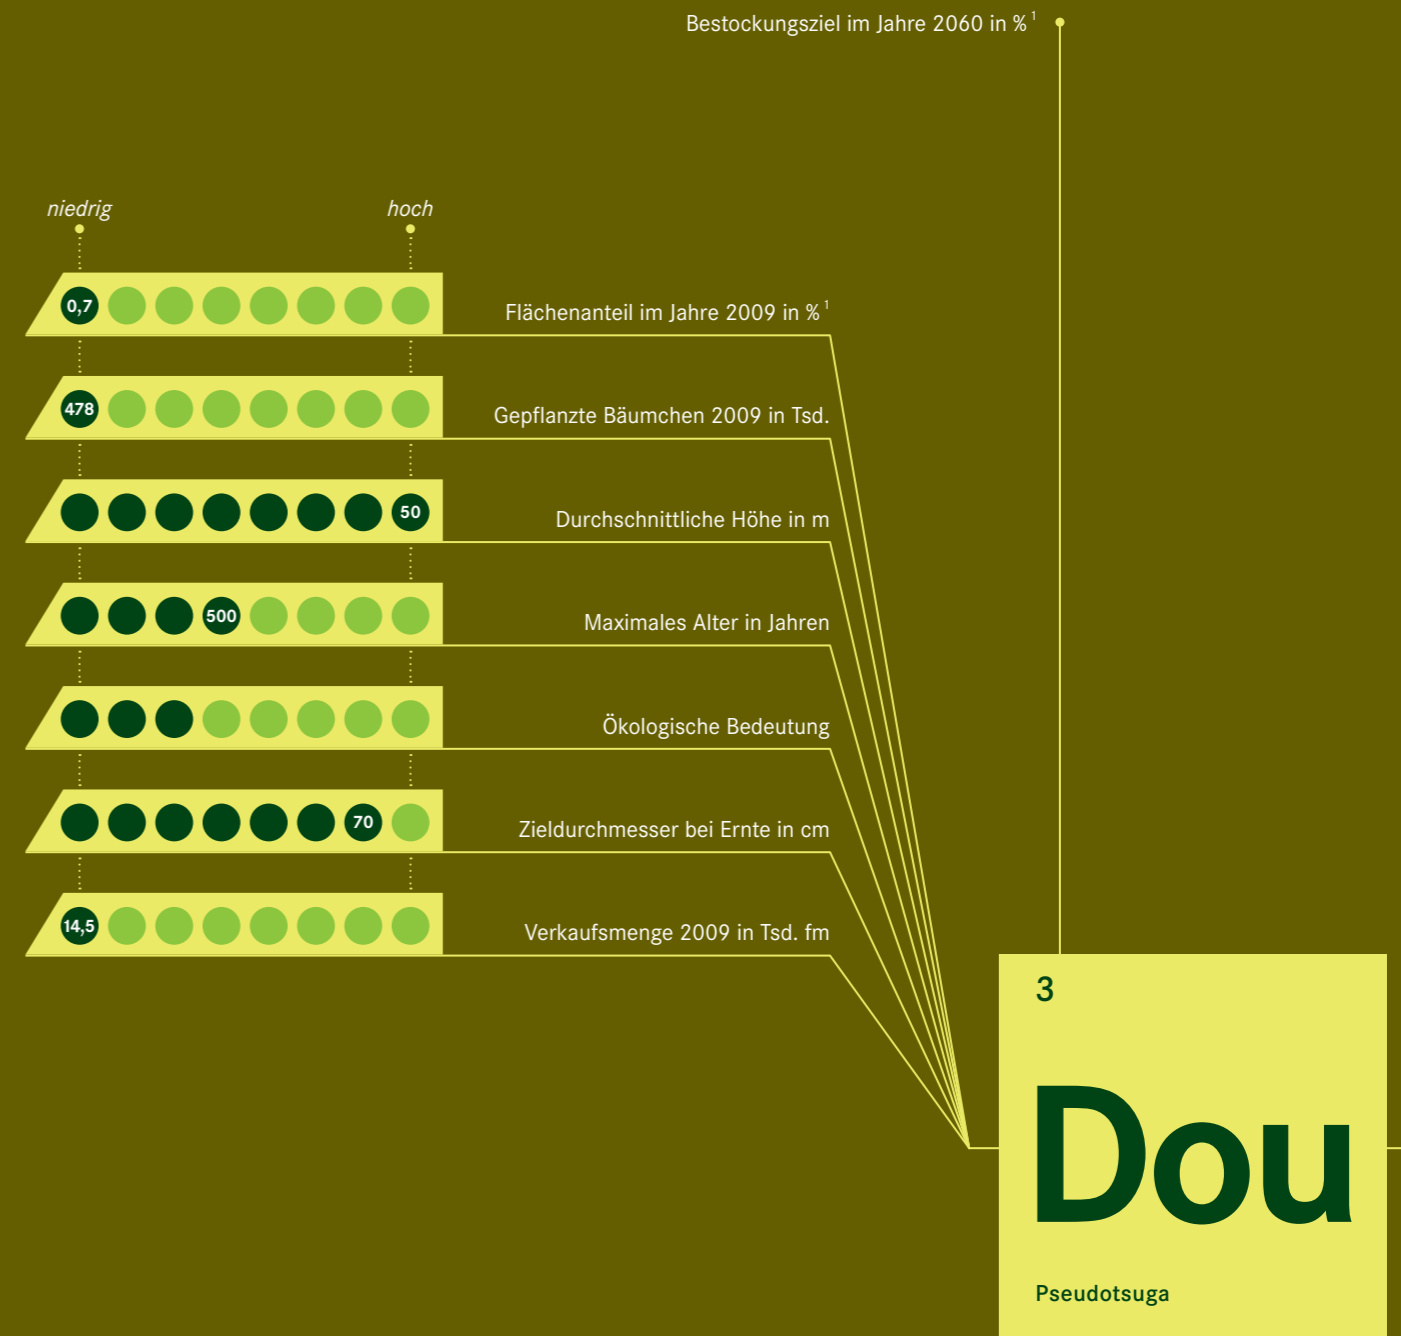 Bestockungsziel im Jahre 2060 in % ¹
niedrig hoch
0,7 Flächenanteil im Jahre 2009 in % ¹
478 Gepflanzte Bäumchen 2009 in Tsd.
50 Durchschnittliche Höhe in m
500 Maximales Alter in Jahren
Ökologische Bedeutung
70 Zieldurchmesser bei Ernte in cm
14,5 Verkaufsmenge 2009 in Tsd. fm
3
Dou
Pseudotsuga